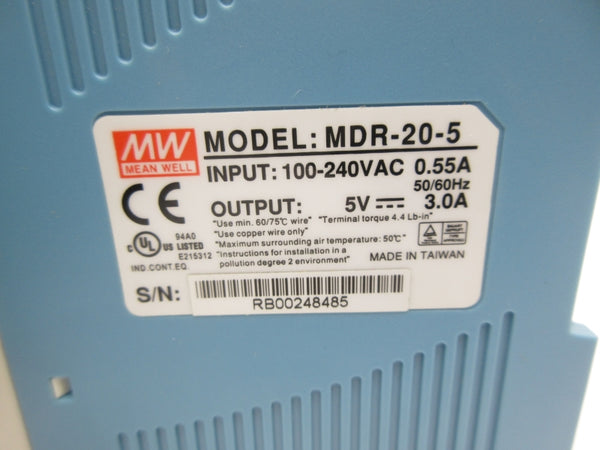 MW
MEAN WELL
MODEL: MDR-20-5
INPUT: 100-240VAC 0.55A
50/60Hz
OUTPUT: 5V 3.0A
"Use min. 60/75℃ wire" "Terminal torque 4.4 Lb-in"
"Use copper wire only"
"Maximum surrounding air temperature: 50℃"
"Instructions for installation in a
pollution degree 2 environment"
CE
94A0
c UL US LISTED
E215312
IND.CONT.EQ.
MADE IN TAIWAN
S/N:
RB00248485